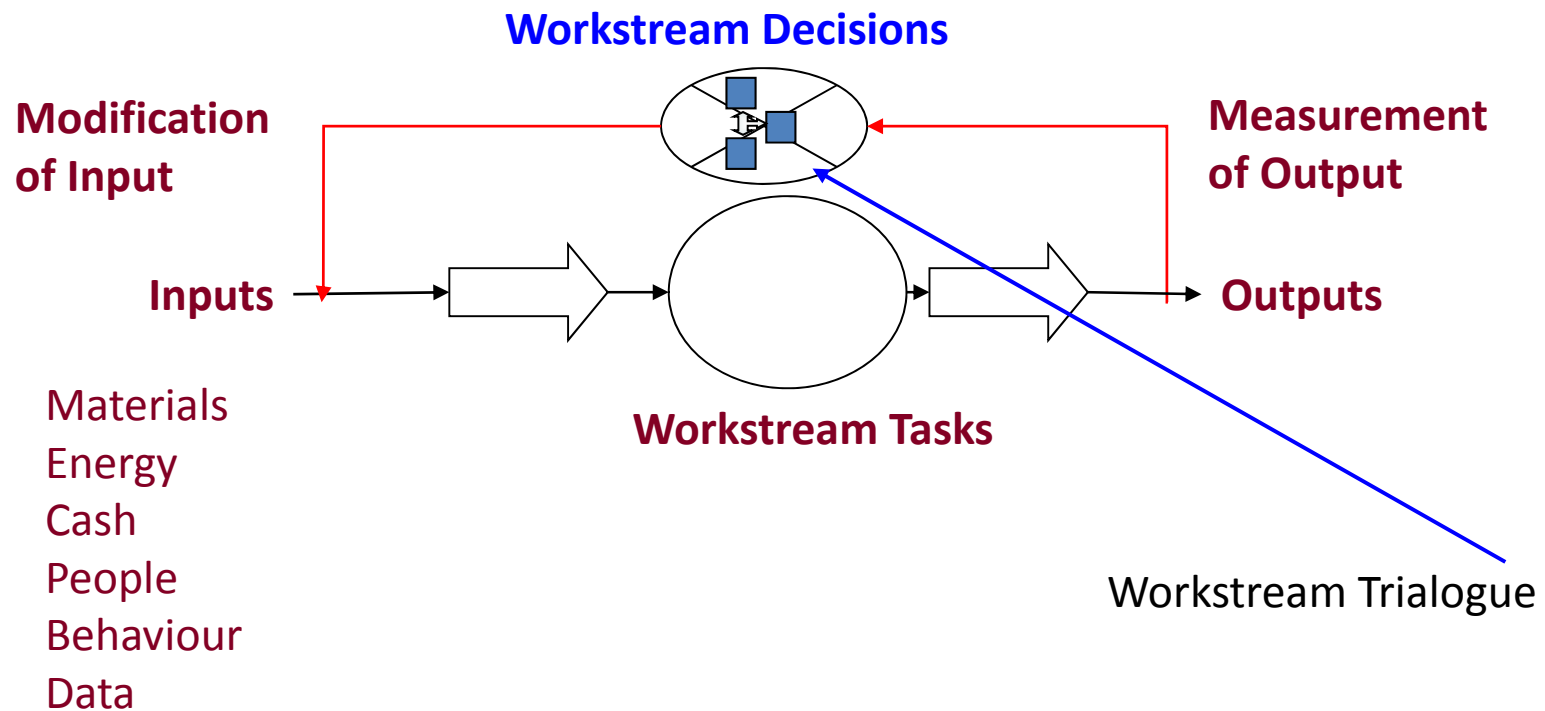 Workstream Decisions
Modification
of Input
Measurement
of Output
Inputs
Outputs
Workstream Tasks
Materials
Energy
Cash
People
Behaviour
Data
Workstream Trialogue